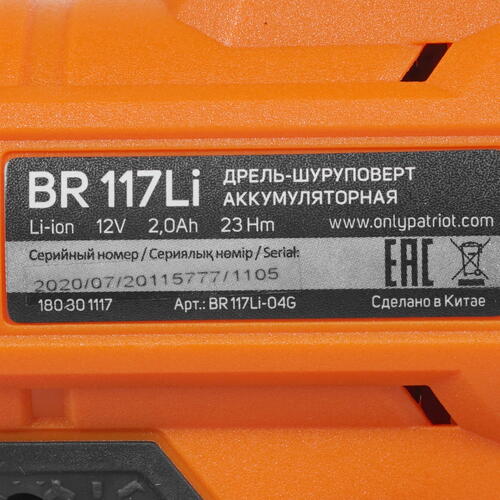 BR 117Li ДРЕЛЬ-ШУРУПОВЕРТ АККУМУЛЯТОРНАЯ
Li-ion 12V 2,0Ah 23 Hm www.onlypatriot.com
Серийный номер / Сериялық нөмір / Serial:
2020/07/20115777/1105
180 30 1117 Арт.: BR 117Li-04G
EAC
Сделано в Китае